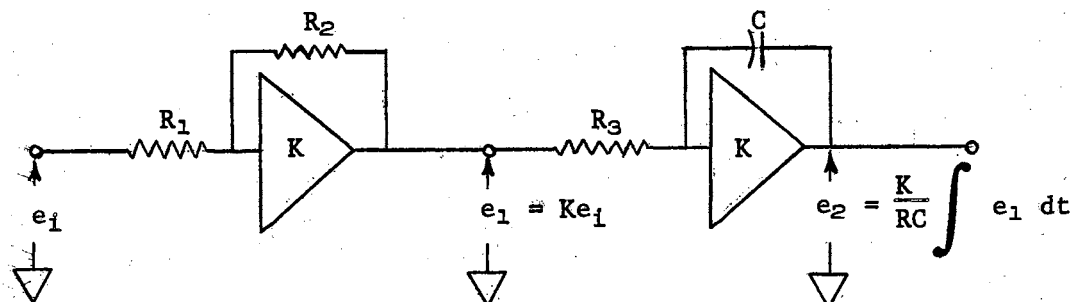 R₂
C
R₁
K
R₃
K
eᵢ
e₁ = Keᵢ
e₂ = K/RC ∫ e₁ dt